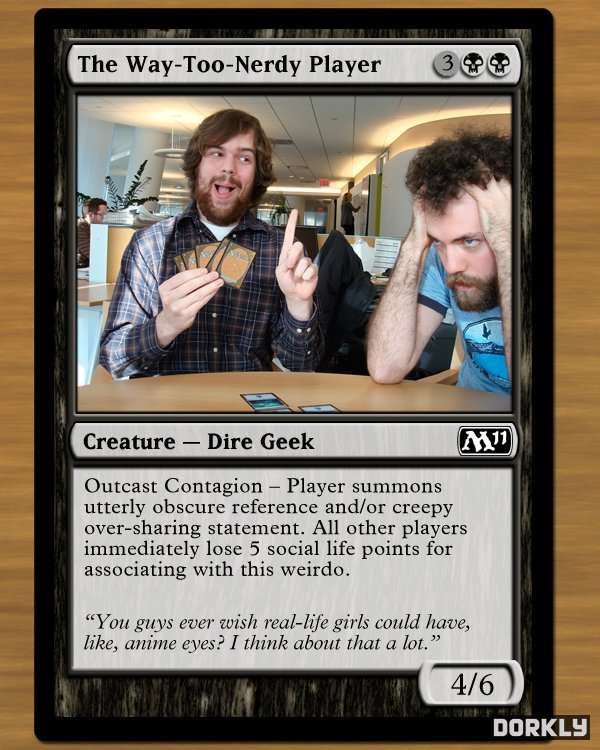 The Way-Too-Nerdy Player 3
Creature — Dire Geek M11
Outcast Contagion – Player summons
utterly obscure reference and/or creepy
over-sharing statement. All other players
immediately lose 5 social life points for
associating with this weirdo.
“You guys ever wish real-life girls could have,
like, anime eyes? I think about that a lot.”
4/6
DORKLY